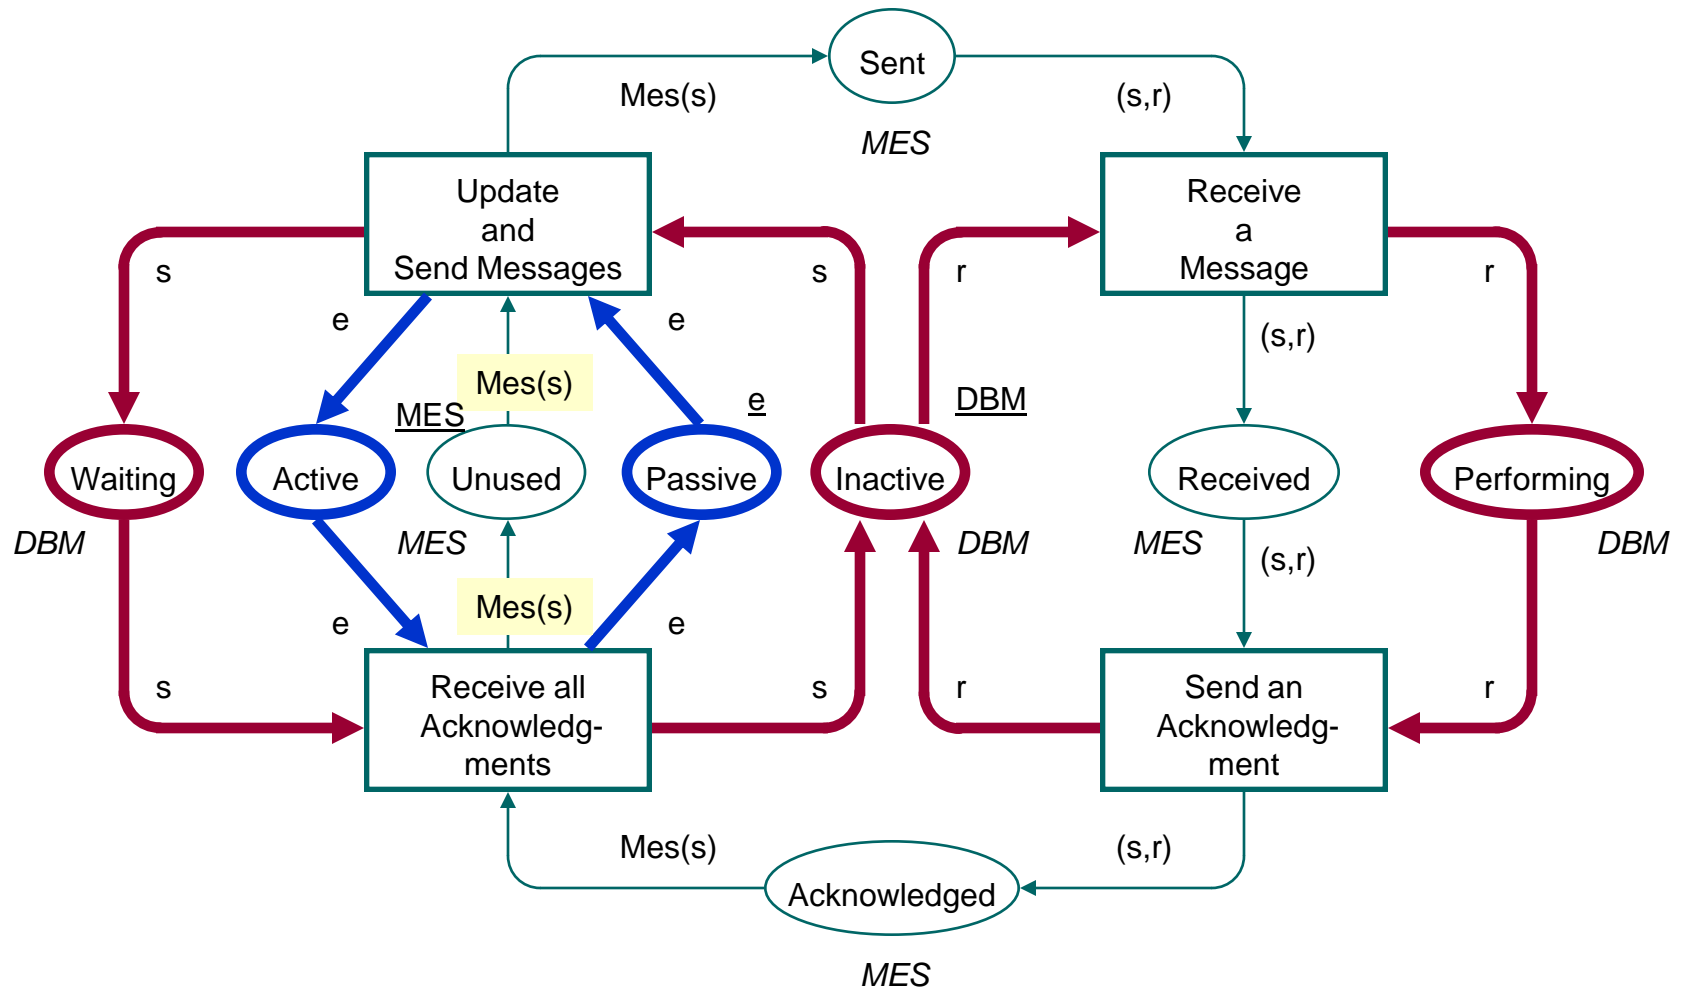 Sent
Mes(s)
(s,r)
MES
Update
and
Send Messages
Receive
a
Message
s
s
r
r
e
e
(s,r)
Mes(s)
MES
e
DBM
Waiting
Active
Unused
Passive
Inactive
Received
Performing
DBM
MES
DBM
MES
DBM
(s,r)
Mes(s)
e
e
s
s
r
r
Receive all
Acknowledg-
ments
Send an
Acknowledg-
ment
Mes(s)
(s,r)
Acknowledged
MES